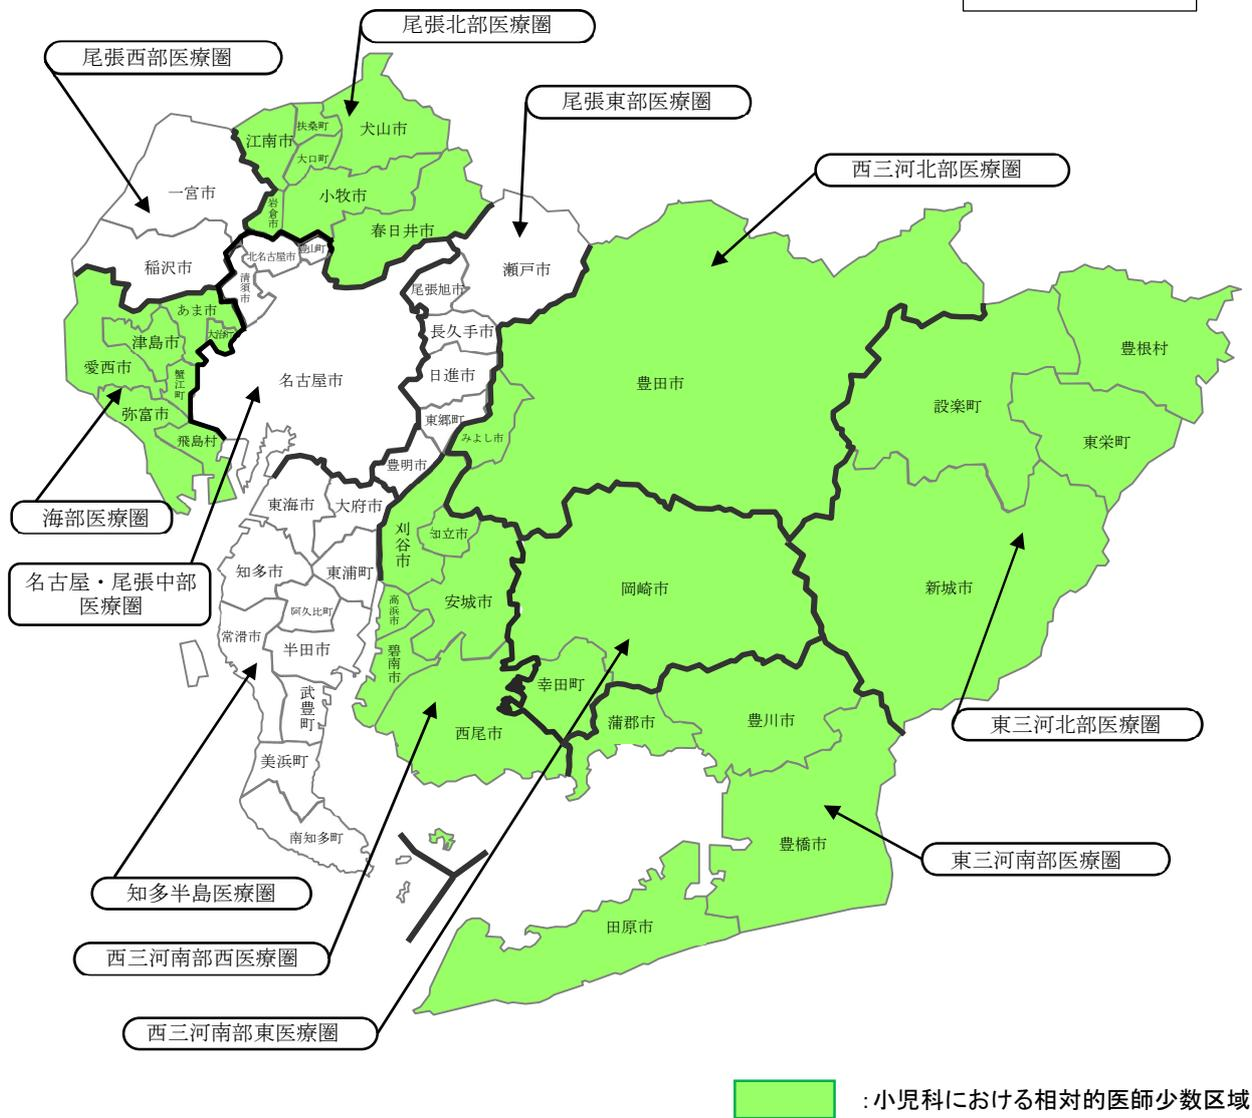 尾張北部医療圏
尾張西部医療圏
尾張東部医療圏
西三河北部医療圏
犬山市
扶桑町
江南市
大口町
小牧市
一宮市
岩倉市
春日井市
豊山町
北名古屋市
稲沢市
清須市
瀬戸市
尾張旭市
あま市
大治町
津島市
長久手市
愛西市
蟹江町
名古屋市
日進市
豊田市
豊根村
設楽町
弥富市
東郷町
みよし市
東栄町
飛島村
豊明市
海部医療圏
東海市
大府市
刈谷市
知立市
名古屋・尾張中部
医療圏
知多市
東浦町
岡崎市
新城市
高浜市
安城市
阿久比町
常滑市
半田市
碧南市
幸田町
武豊町
西尾市
蒲郡市
豊川市
東三河北部医療圏
美浜町
南知多町
豊橋市
東三河南部医療圏
知多半島医療圏
田原市
西三河南部西医療圏
西三河南部東医療圏
：小児科における相対的医師少数区域